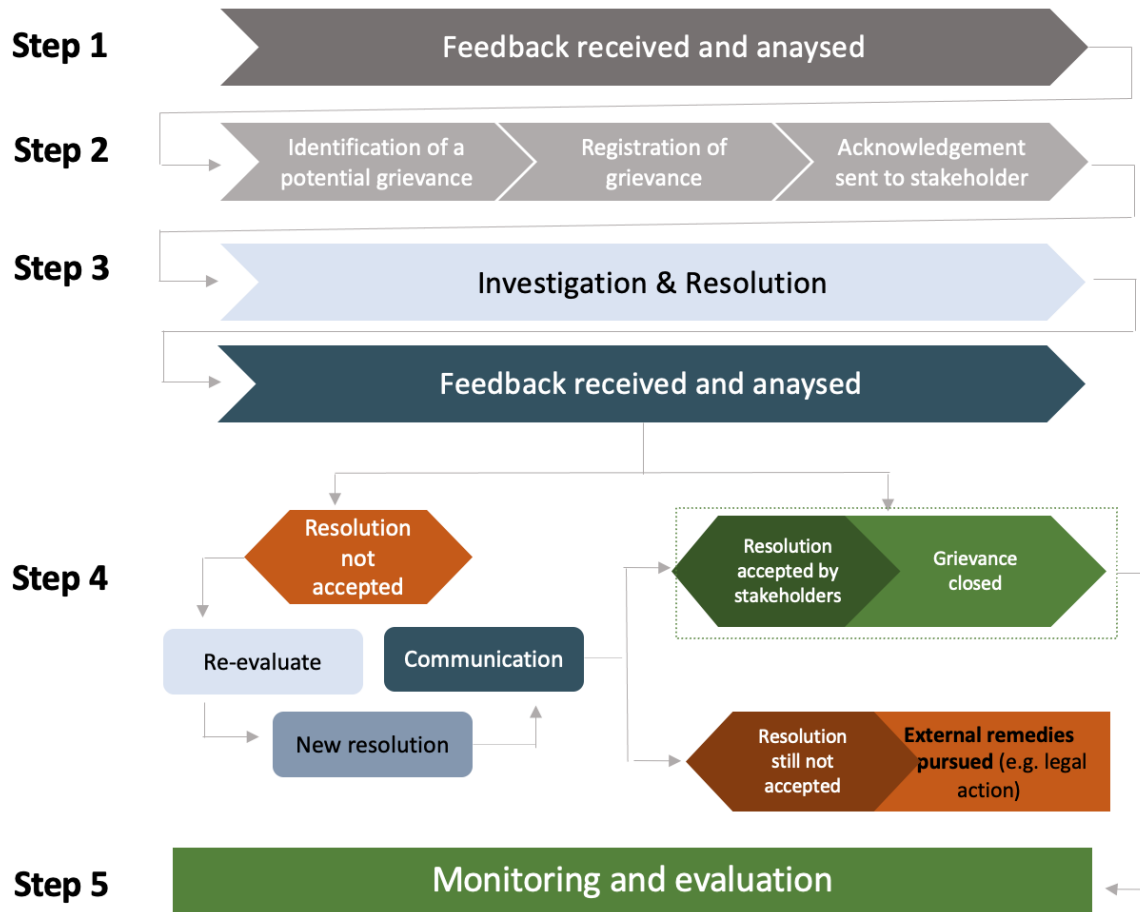 Step 1
Feedback received and anaysed
Step 2
Identification of a
potential grievance
Registration of
grievance
Acknowledgement
sent to stakeholder
Step 3
Investigation & Resolution
Feedback received and anaysed
Step 4
Resolution
not
accepted
Resolution
accepted by
stakeholders
Grievance
closed
Re-evaluate
Communication
New resolution
Resolution
still not
accepted
External remedies
pursued (e.g. legal
action)
Step 5
Monitoring and evaluation